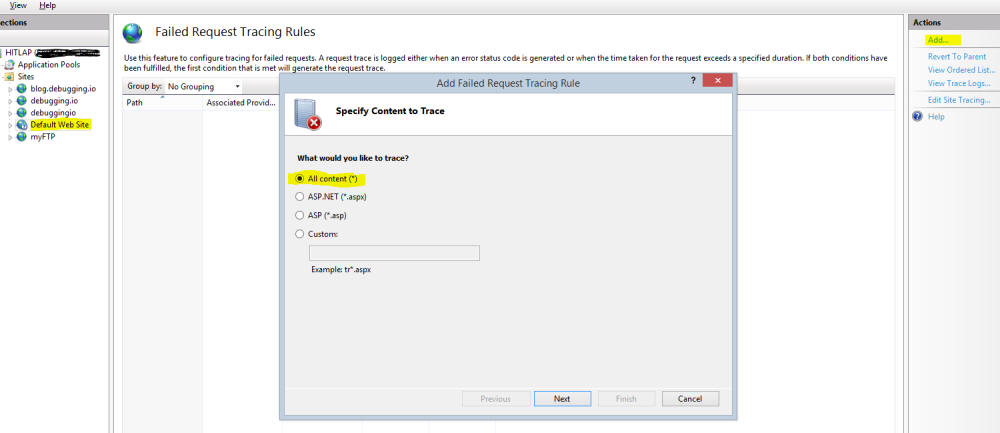 View Help
ections
HITLAP
Application Pools
Sites
blog.debugging.io
debugging.io
debuggingio
Default Web Site
myFTP
Failed Request Tracing Rules
Use this feature to configure tracing for failed requests. A request trace is logged either when an error status code is generated or when the time taken for the request exceeds a specified duration. If both conditions have
been fulfilled, the first condition that is met will generate the request trace.
Group by: No Grouping
Path Associated Provid...
Add Failed Request Tracing Rule ?
Specify Content to Trace
What would you like to trace?
All content (*)
ASP.NET (*.aspx)
ASP (*.asp)
Custom:
Example: tr*.aspx
Previous Next Finish Cancel
Actions
Add...
Revert To Parent
View Ordered List...
View Trace Logs...
Edit Site Tracing...
Help